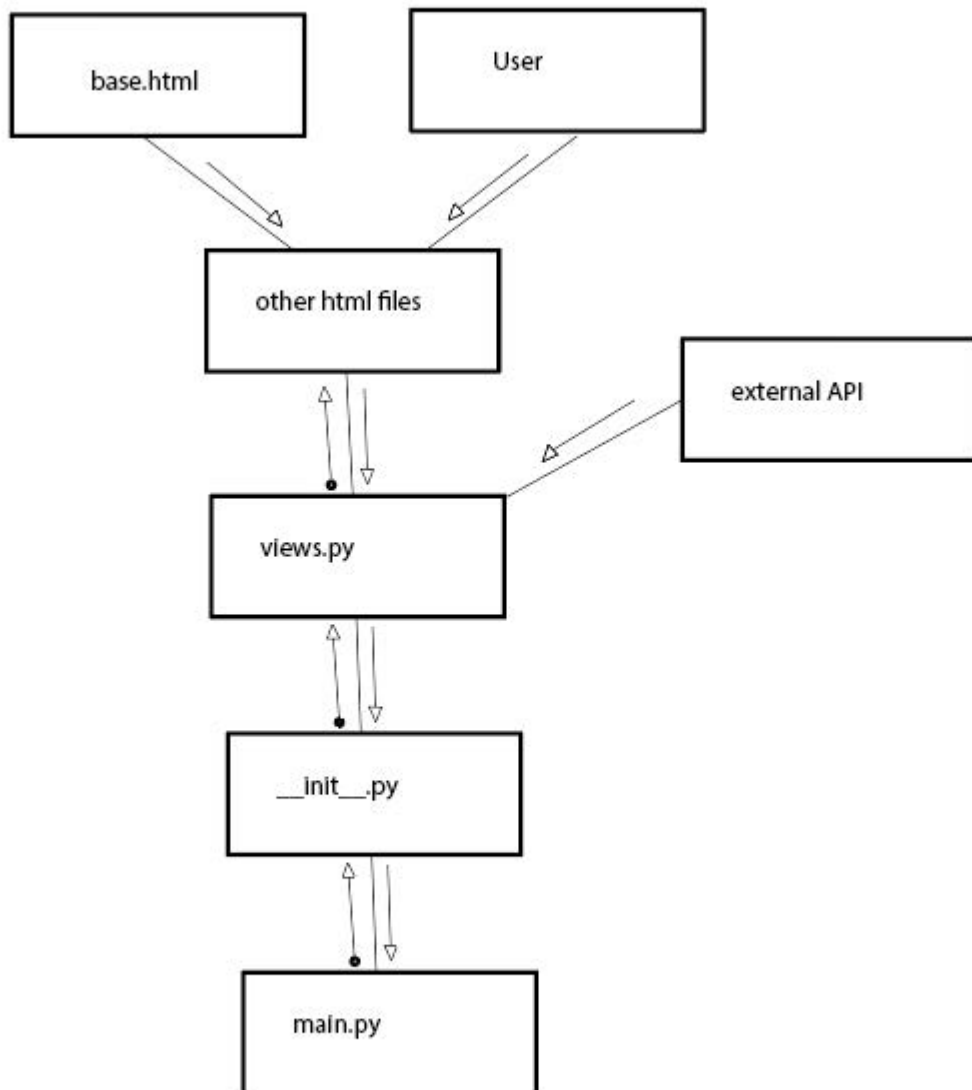 base.html
User
other html files
external API
views.py
__init__.py
main.py